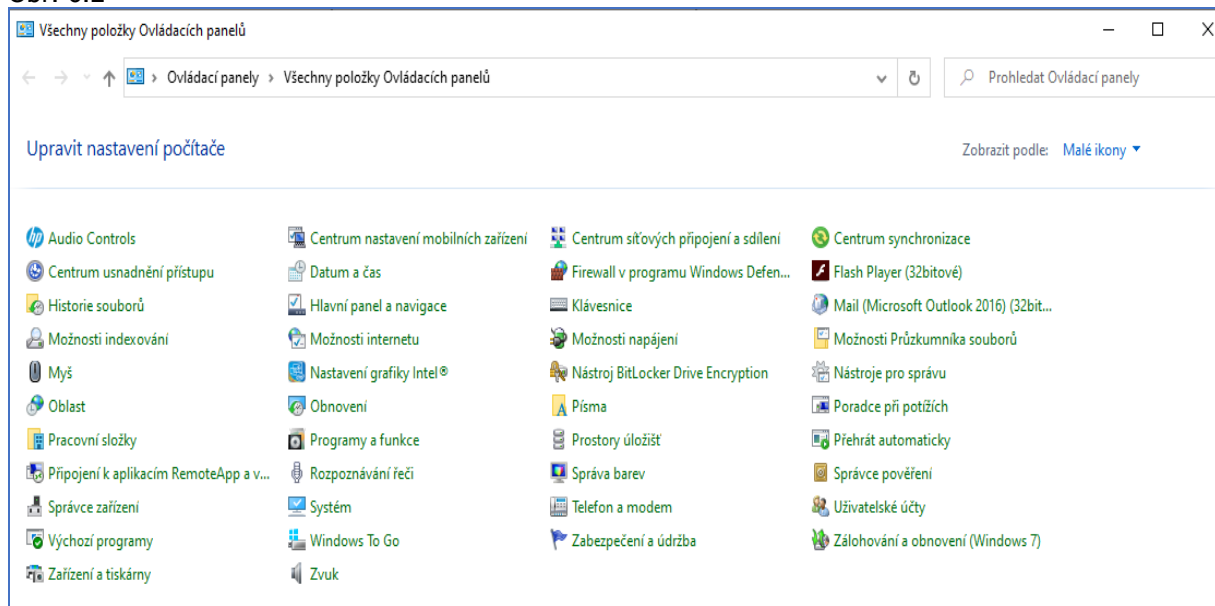 Všechny položky Ovládacích panelů
Ovládací panely > Všechny položky Ovládacích panelů
Prohledat Ovládací panely
Upravit nastavení počítače
Zobrazit podle: Malé ikony
Audio Controls
Centrum nastavení mobilních zařízení
Centrum síťových připojení a sdílení
Centrum synchronizace
Centrum usnadnění přístupu
Datum a čas
Firewall v programu Windows Defen...
Flash Player (32bitové)
Historie souborů
Hlavní panel a navigace
Klávesnice
Mail (Microsoft Outlook 2016) (32bit...
Možnosti indexování
Možnosti internetu
Možnosti napájení
Možnosti Průzkumníka souborů
Myš
Nastavení grafiky Intel®
Nástroj BitLocker Drive Encryption
Nástroje pro správu
Oblast
Obnovení
Písma
Poradce při potížích
Pracovní složky
Programy a funkce
Prostory úložišť
Přehrát automaticky
Připojení k aplikacím RemoteApp a v...
Rozpoznávání řeči
Správa barev
Správce pověření
Správce zařízení
Systém
Telefon a modem
Uživatelské účty
Výchozí programy
Windows To Go
Zabezpečení a údržba
Zálohování a obnovení (Windows 7)
Zařízení a tiskárny
Zvuk